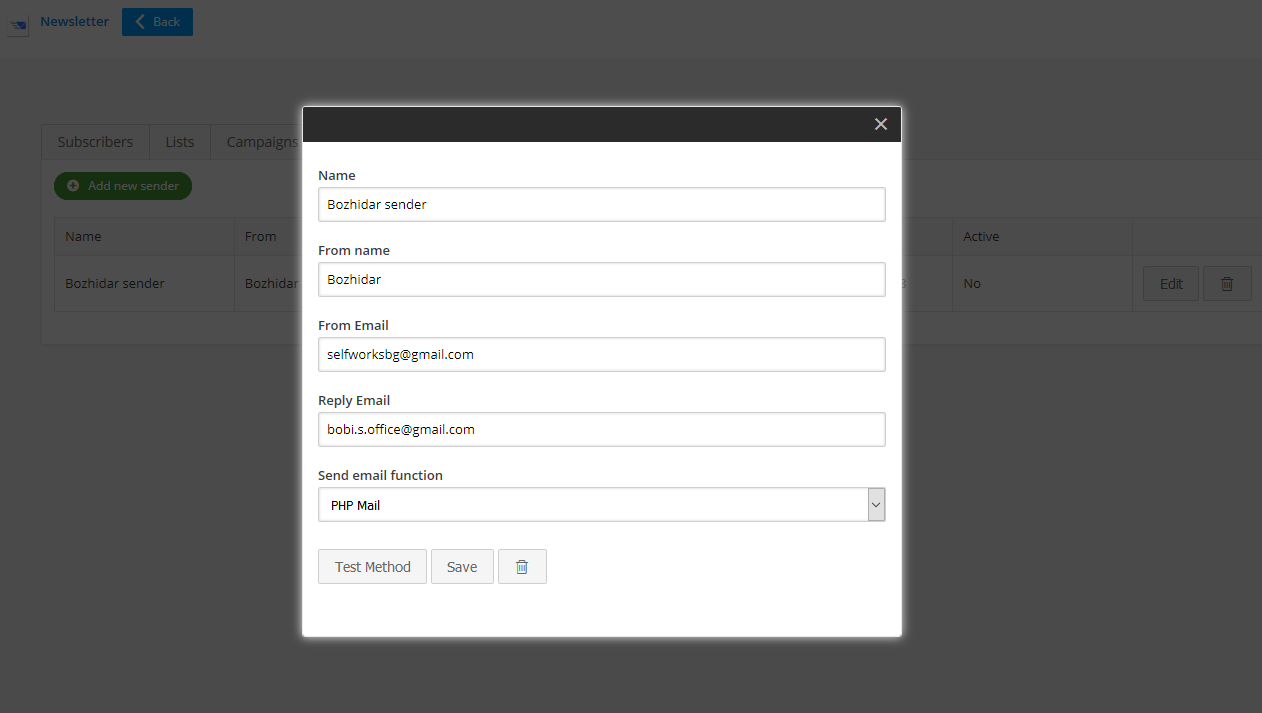 Newsletter Back
Subscribers Lists Campaigns
Add new sender
Name From Active
Bozhidar sender Bozhidar No Edit
Name
Bozhidar sender
From name
Bozhidar
From Email
selfworksbg@gmail.com
Reply Email
bobi.s.office@gmail.com
Send email function
PHP Mail
Test Method Save